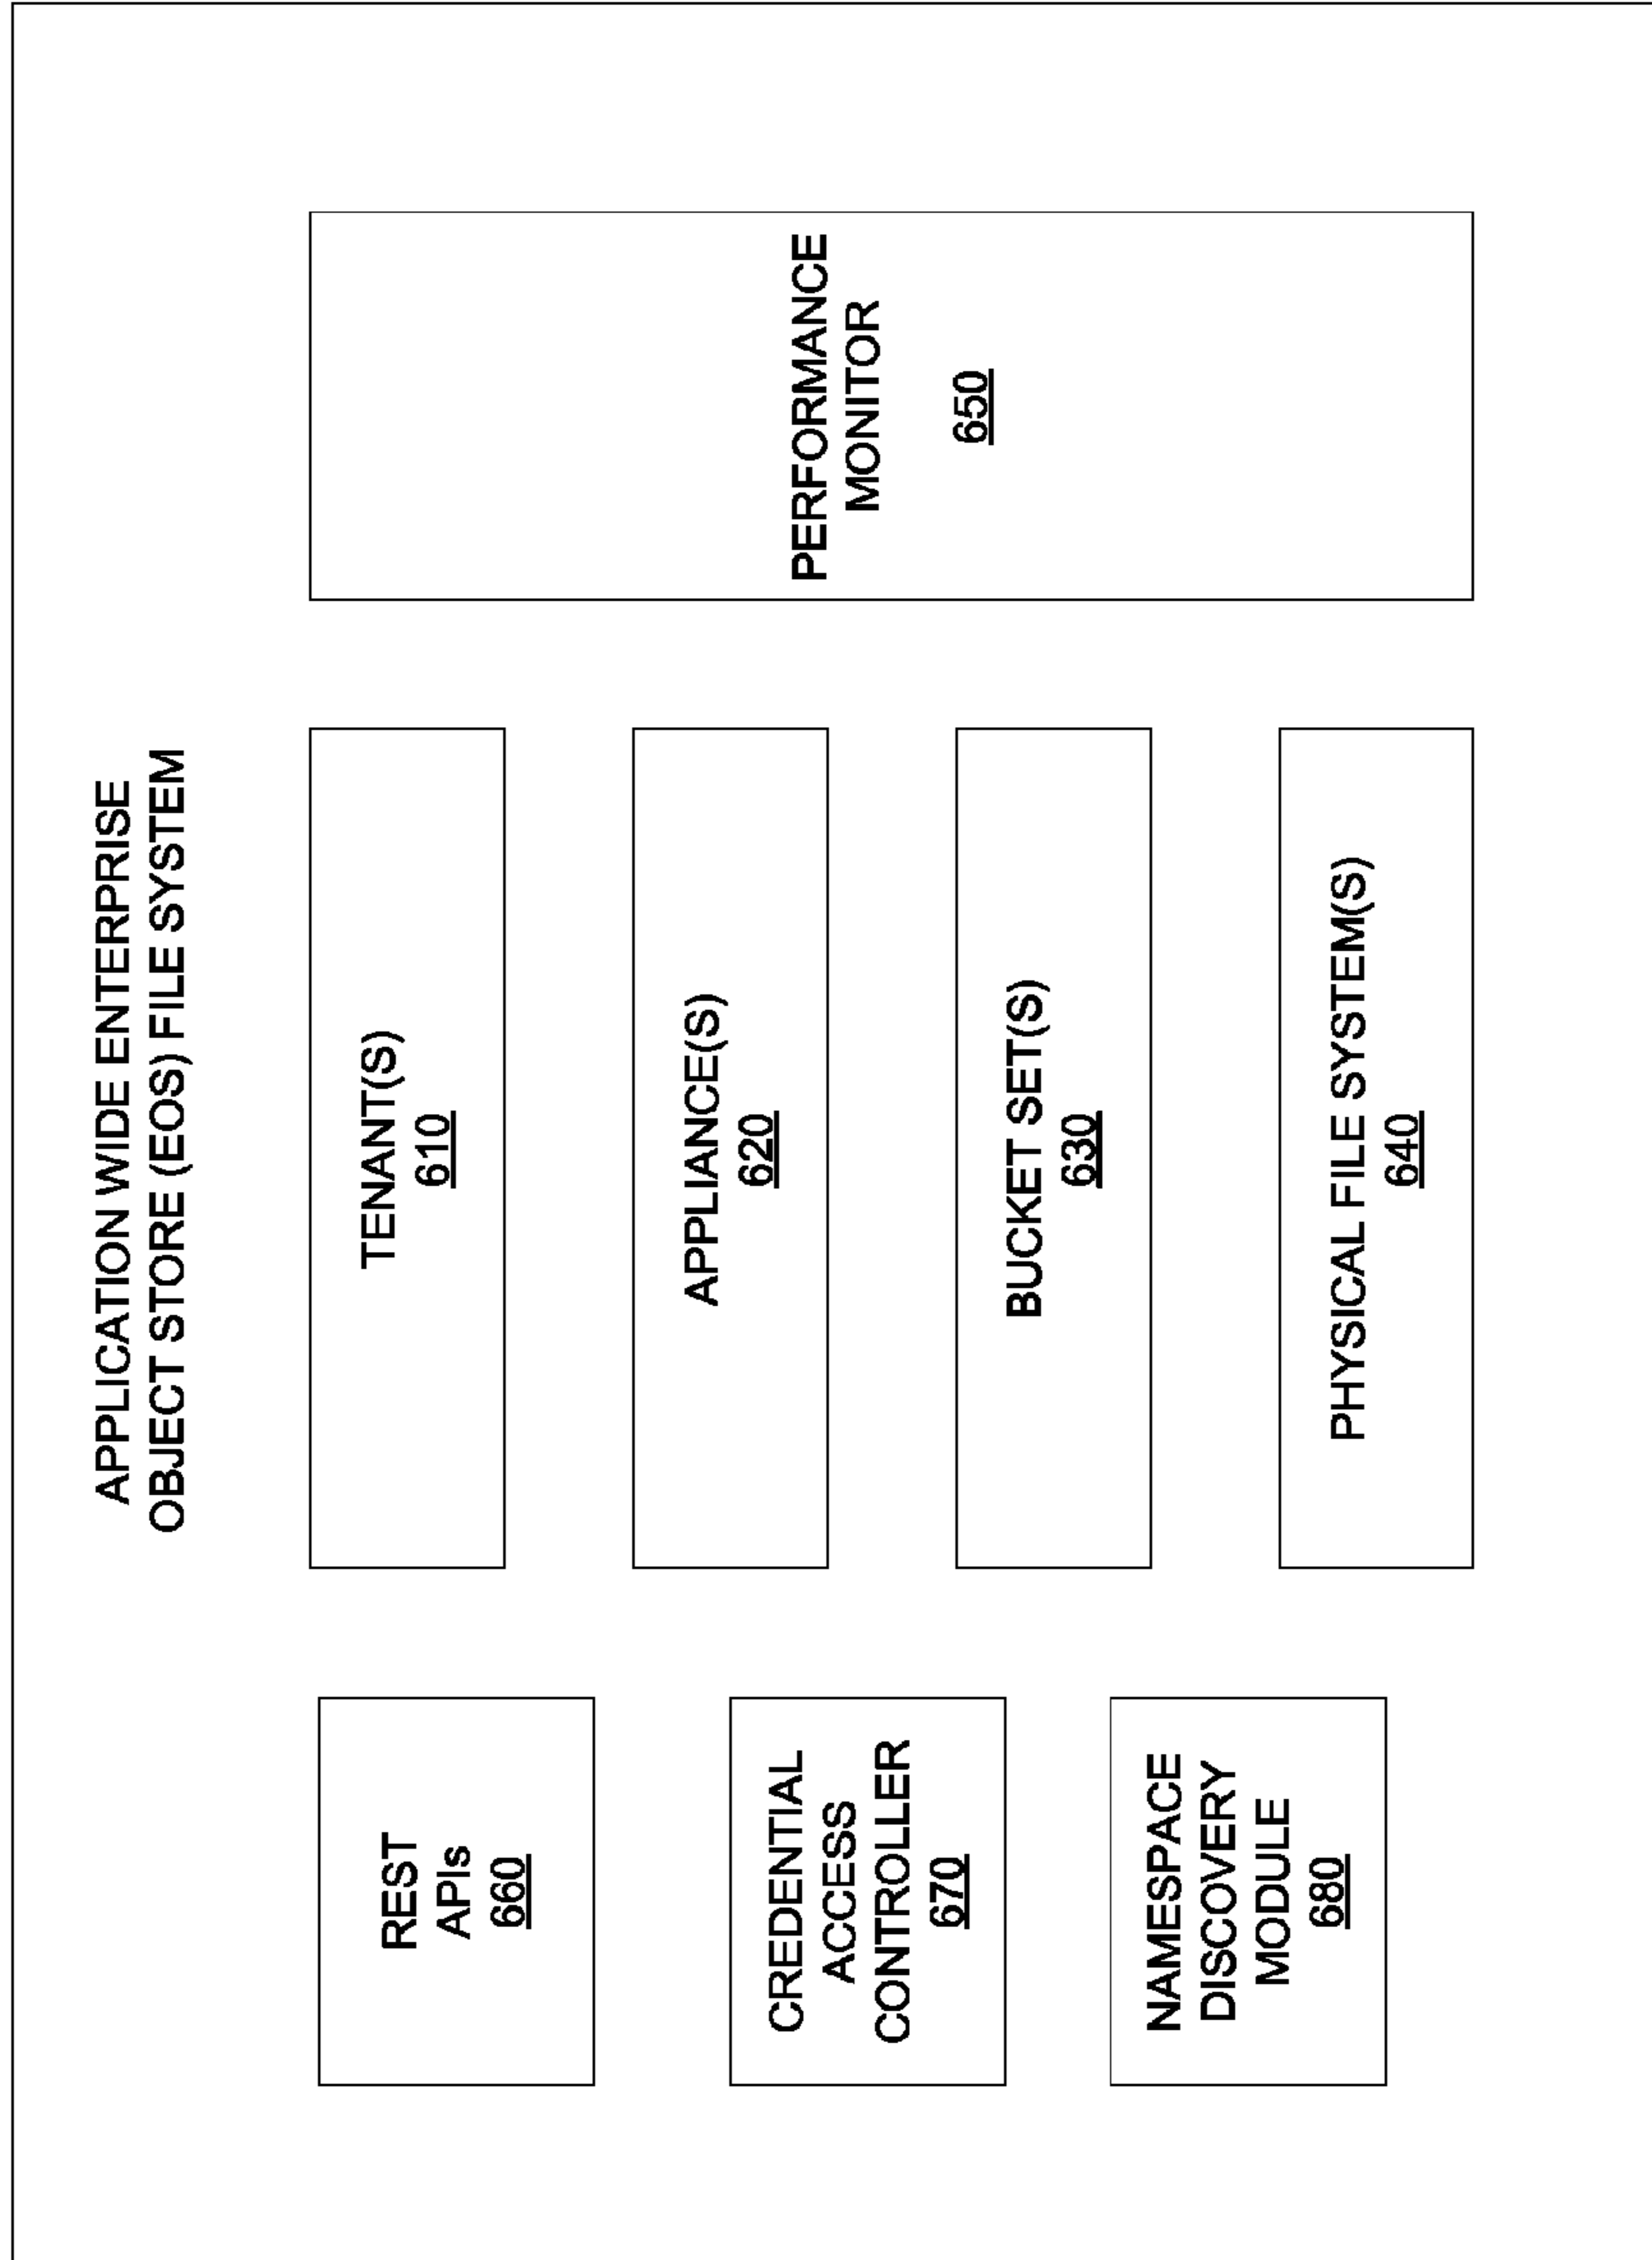 APPLICATION WIDE ENTERPRISE
OBJECT STORE (EOS) FILE SYSTEM
REST
APIs
660
CREDENTIAL
ACCESS
CONTROLLER
670
NAMESPACE
DISCOVERY
MODULE
680
TENANT(S)
610
APPLIANCE(S)
620
BUCKET SET(S)
630
PHYSICAL FILE SYSTEM(S)
640
PERFORMANCE
MONITOR
650